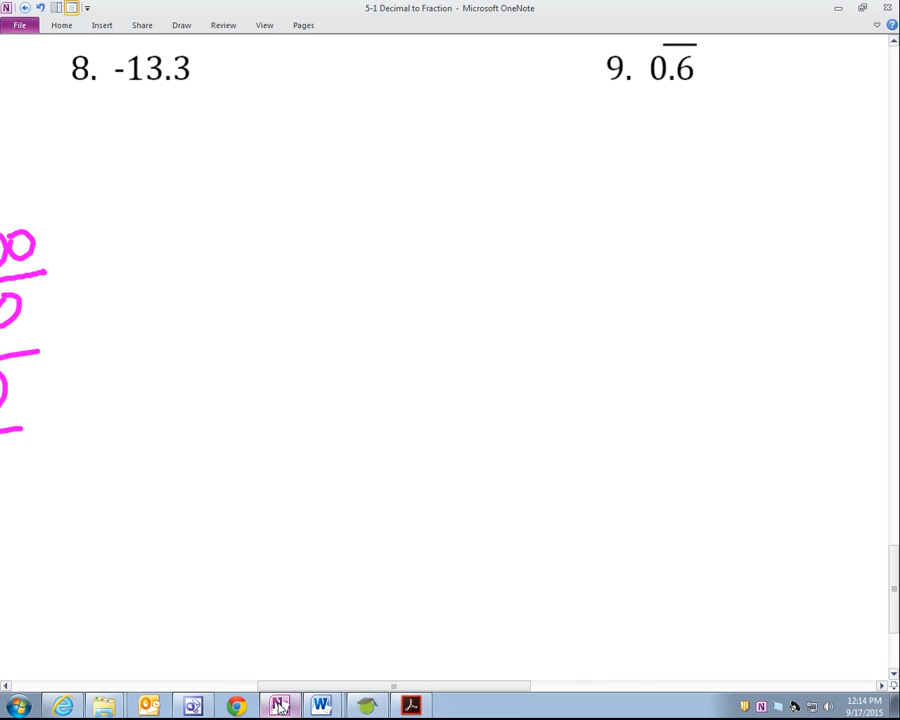 5-1 Decimal to Fraction - Microsoft OneNote
File Home Insert Share Draw Review View Pages
8. -13.3
9. 0.6̅
12:14 PM
9/17/2015